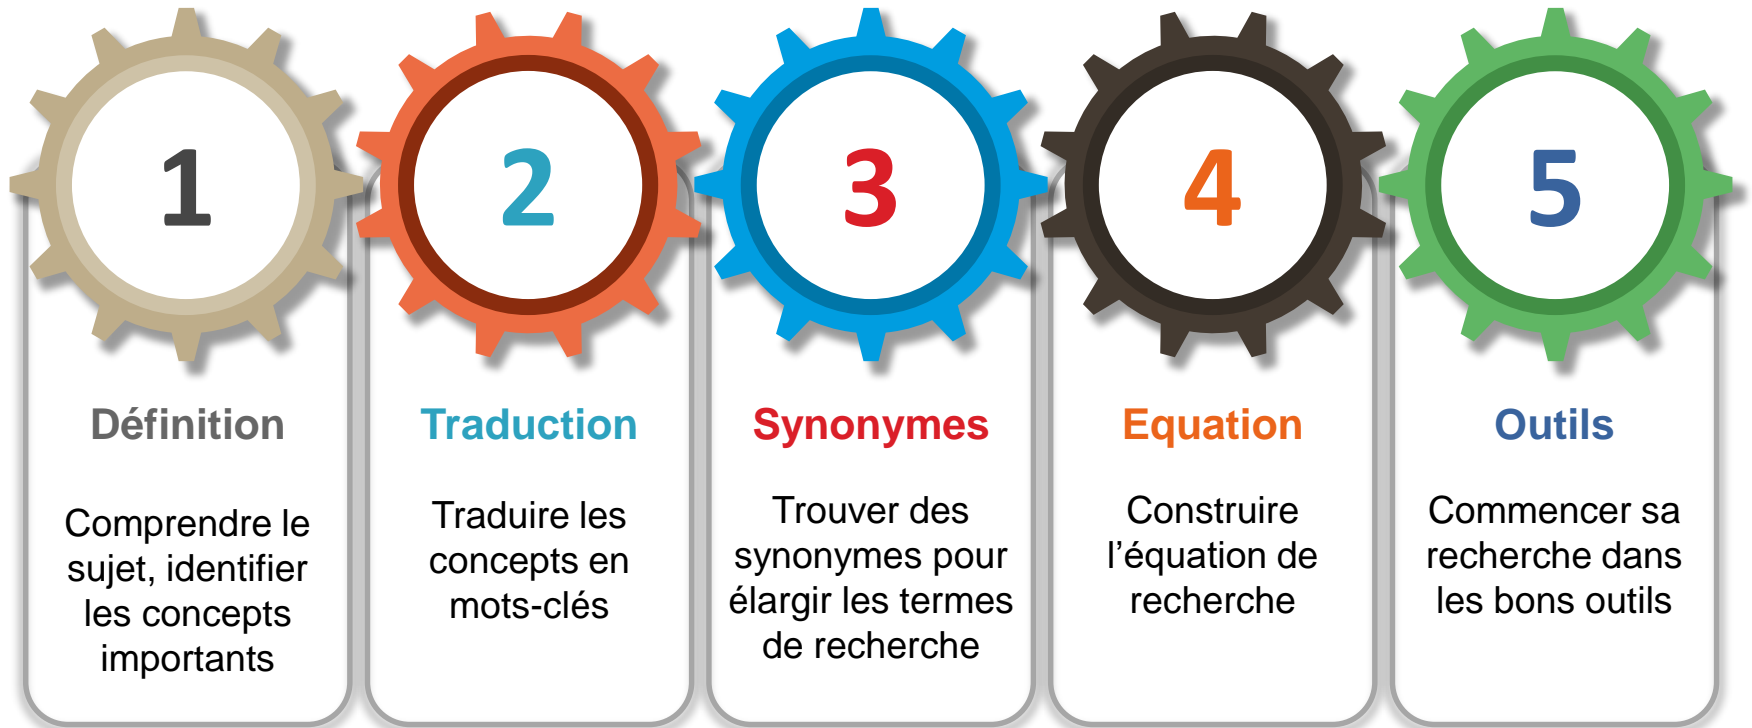 1
Définition
Comprendre le
sujet, identifier
les concepts
importants
2
Traduction
Traduire les
concepts en
mots-clés
3
Synonymes
Trouver des
synonymes pour
élargir les termes
de recherche
4
Equation
Construire
l’équation de
recherche
5
Outils
Commencer sa
recherche dans
les bons outils